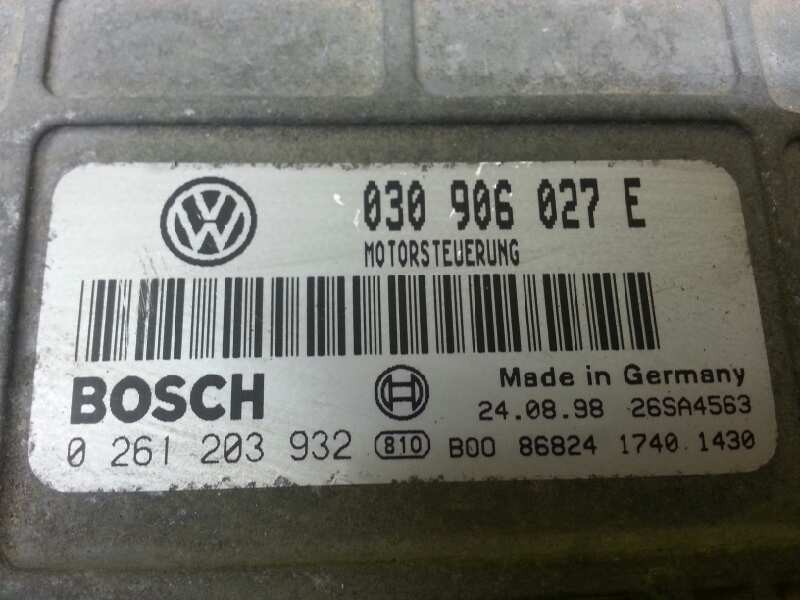 030 906 027 E
MOTORSTEUERUNG
BOSCH
Made in Germany
24.08.98 26SA4563
0 261 203 932 810 B00 86824 1740.1430